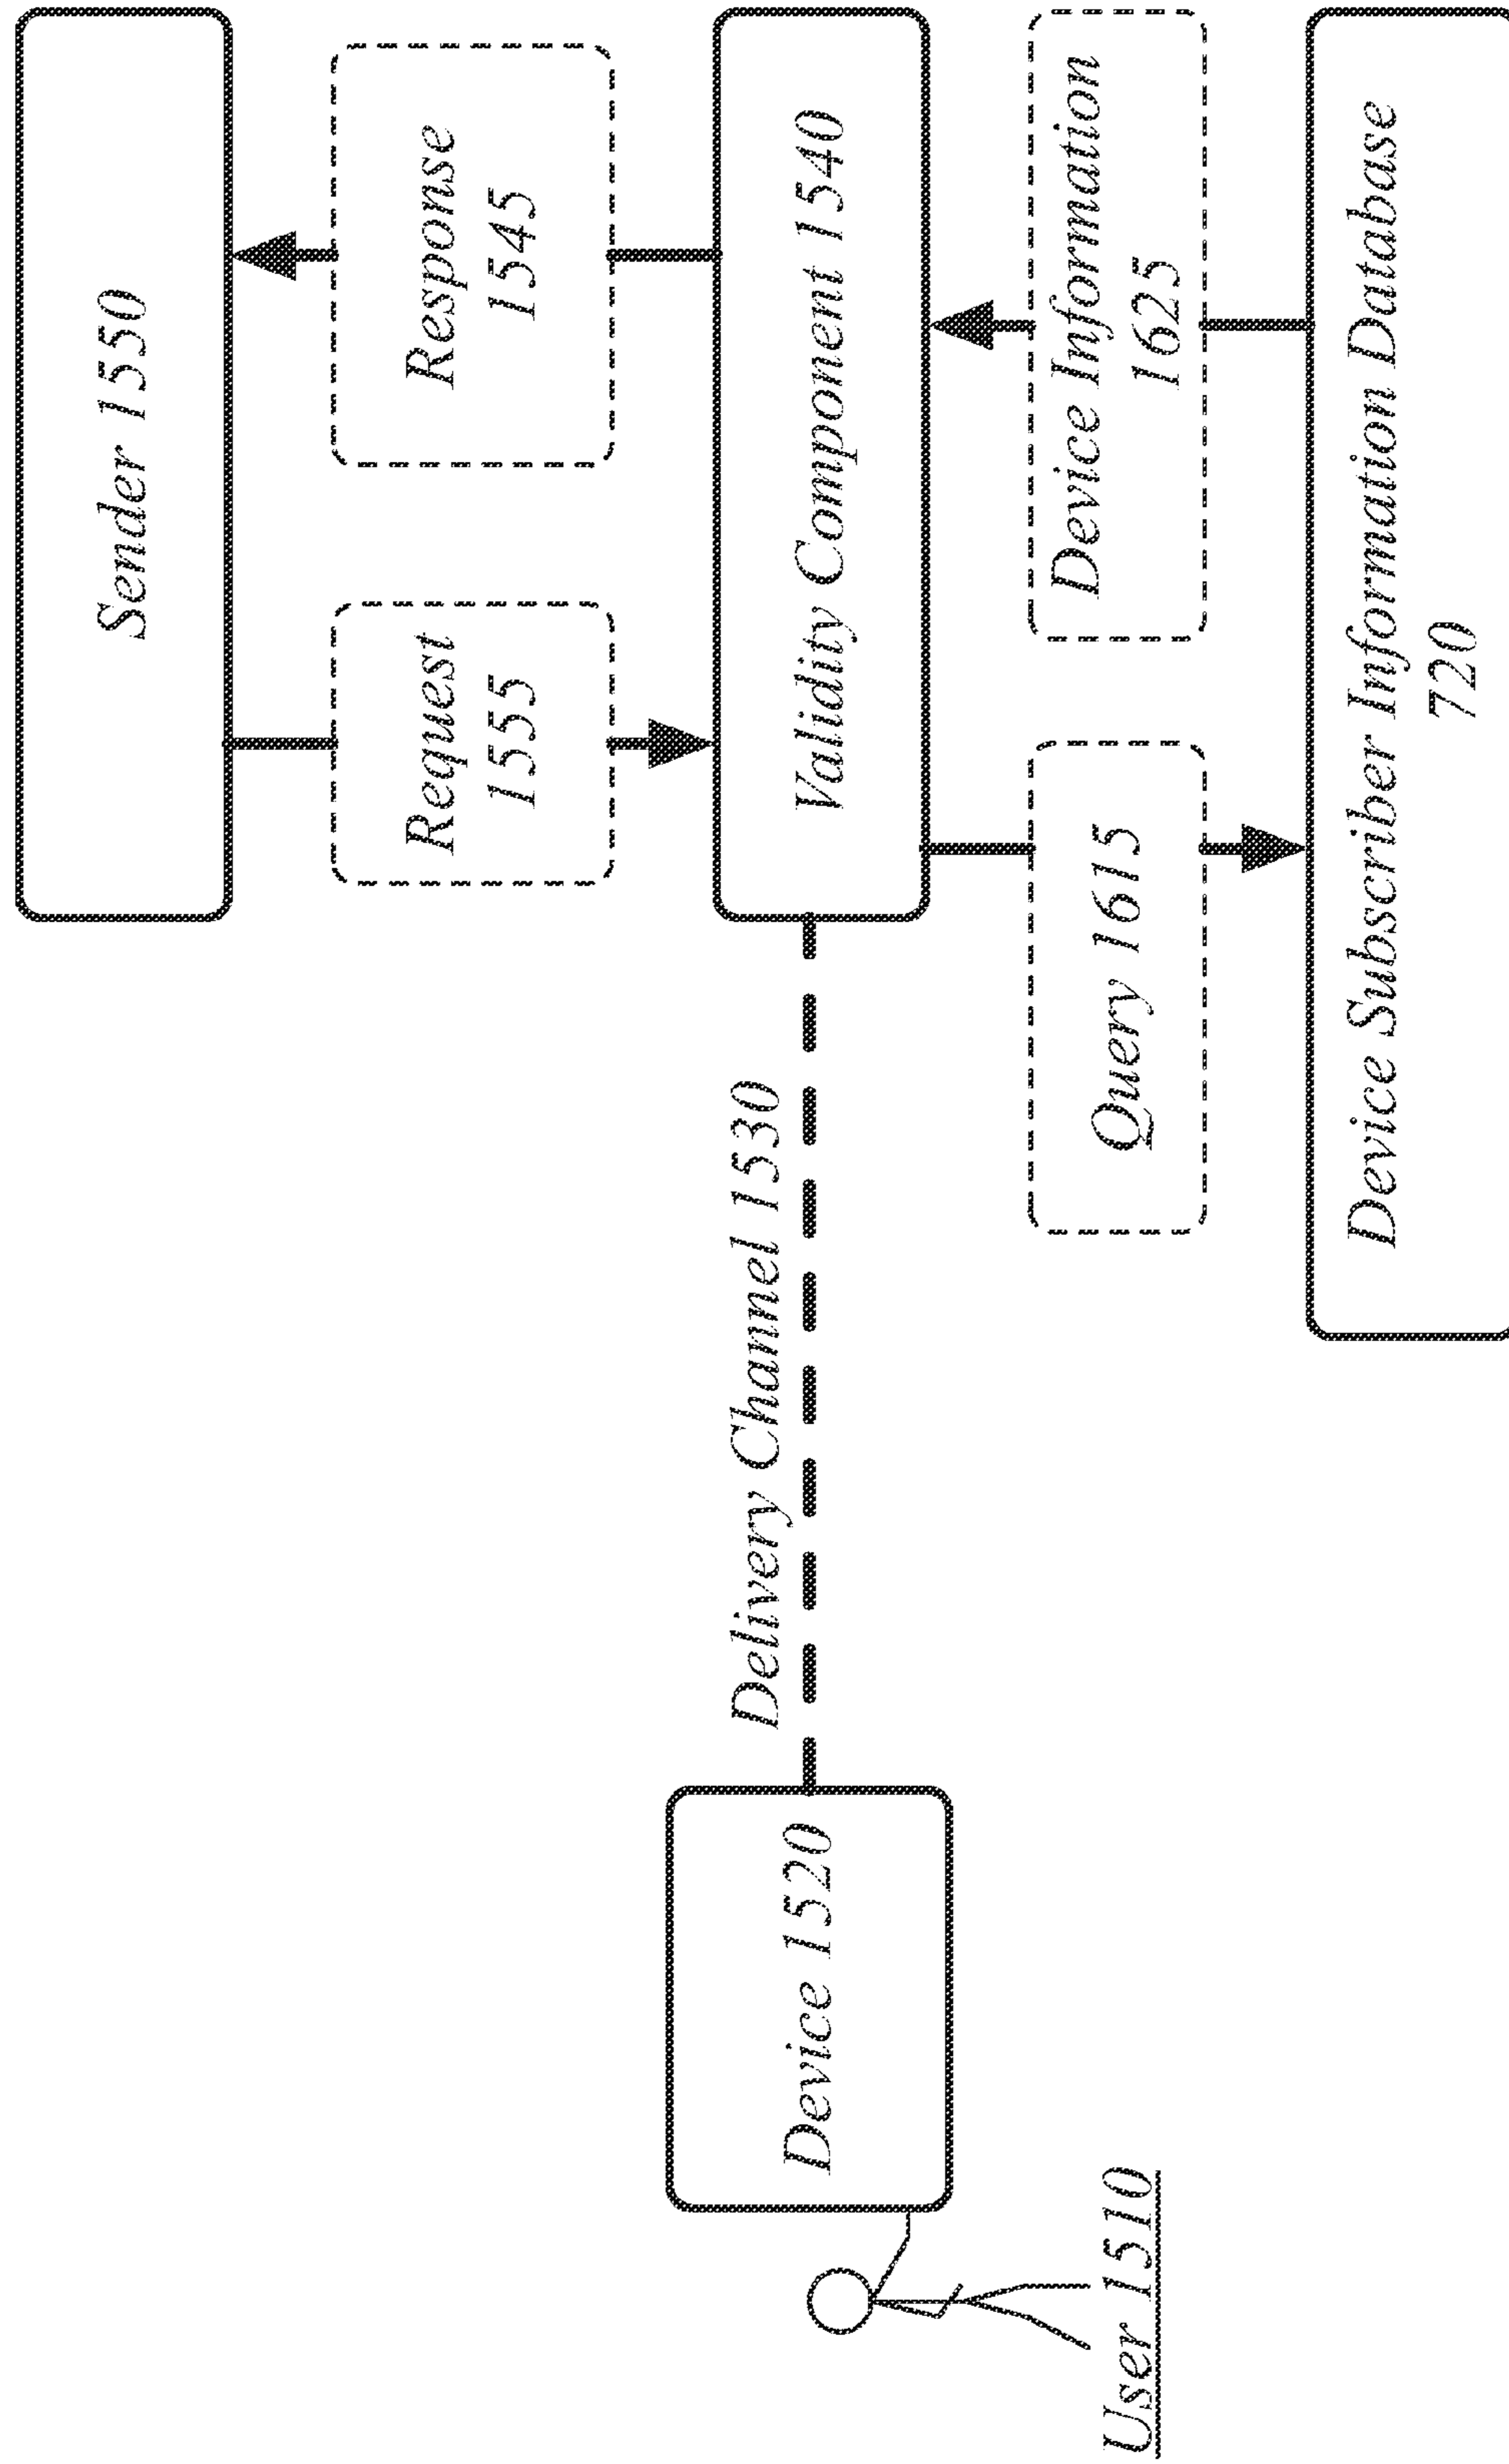 Sender 1550
Request
1555
Response
1545
Delivery Channel 1530
Validity Component 1540
Device 1520
User 1510
Query 1615
Device Information
1625
Device Subscriber Information Database
720